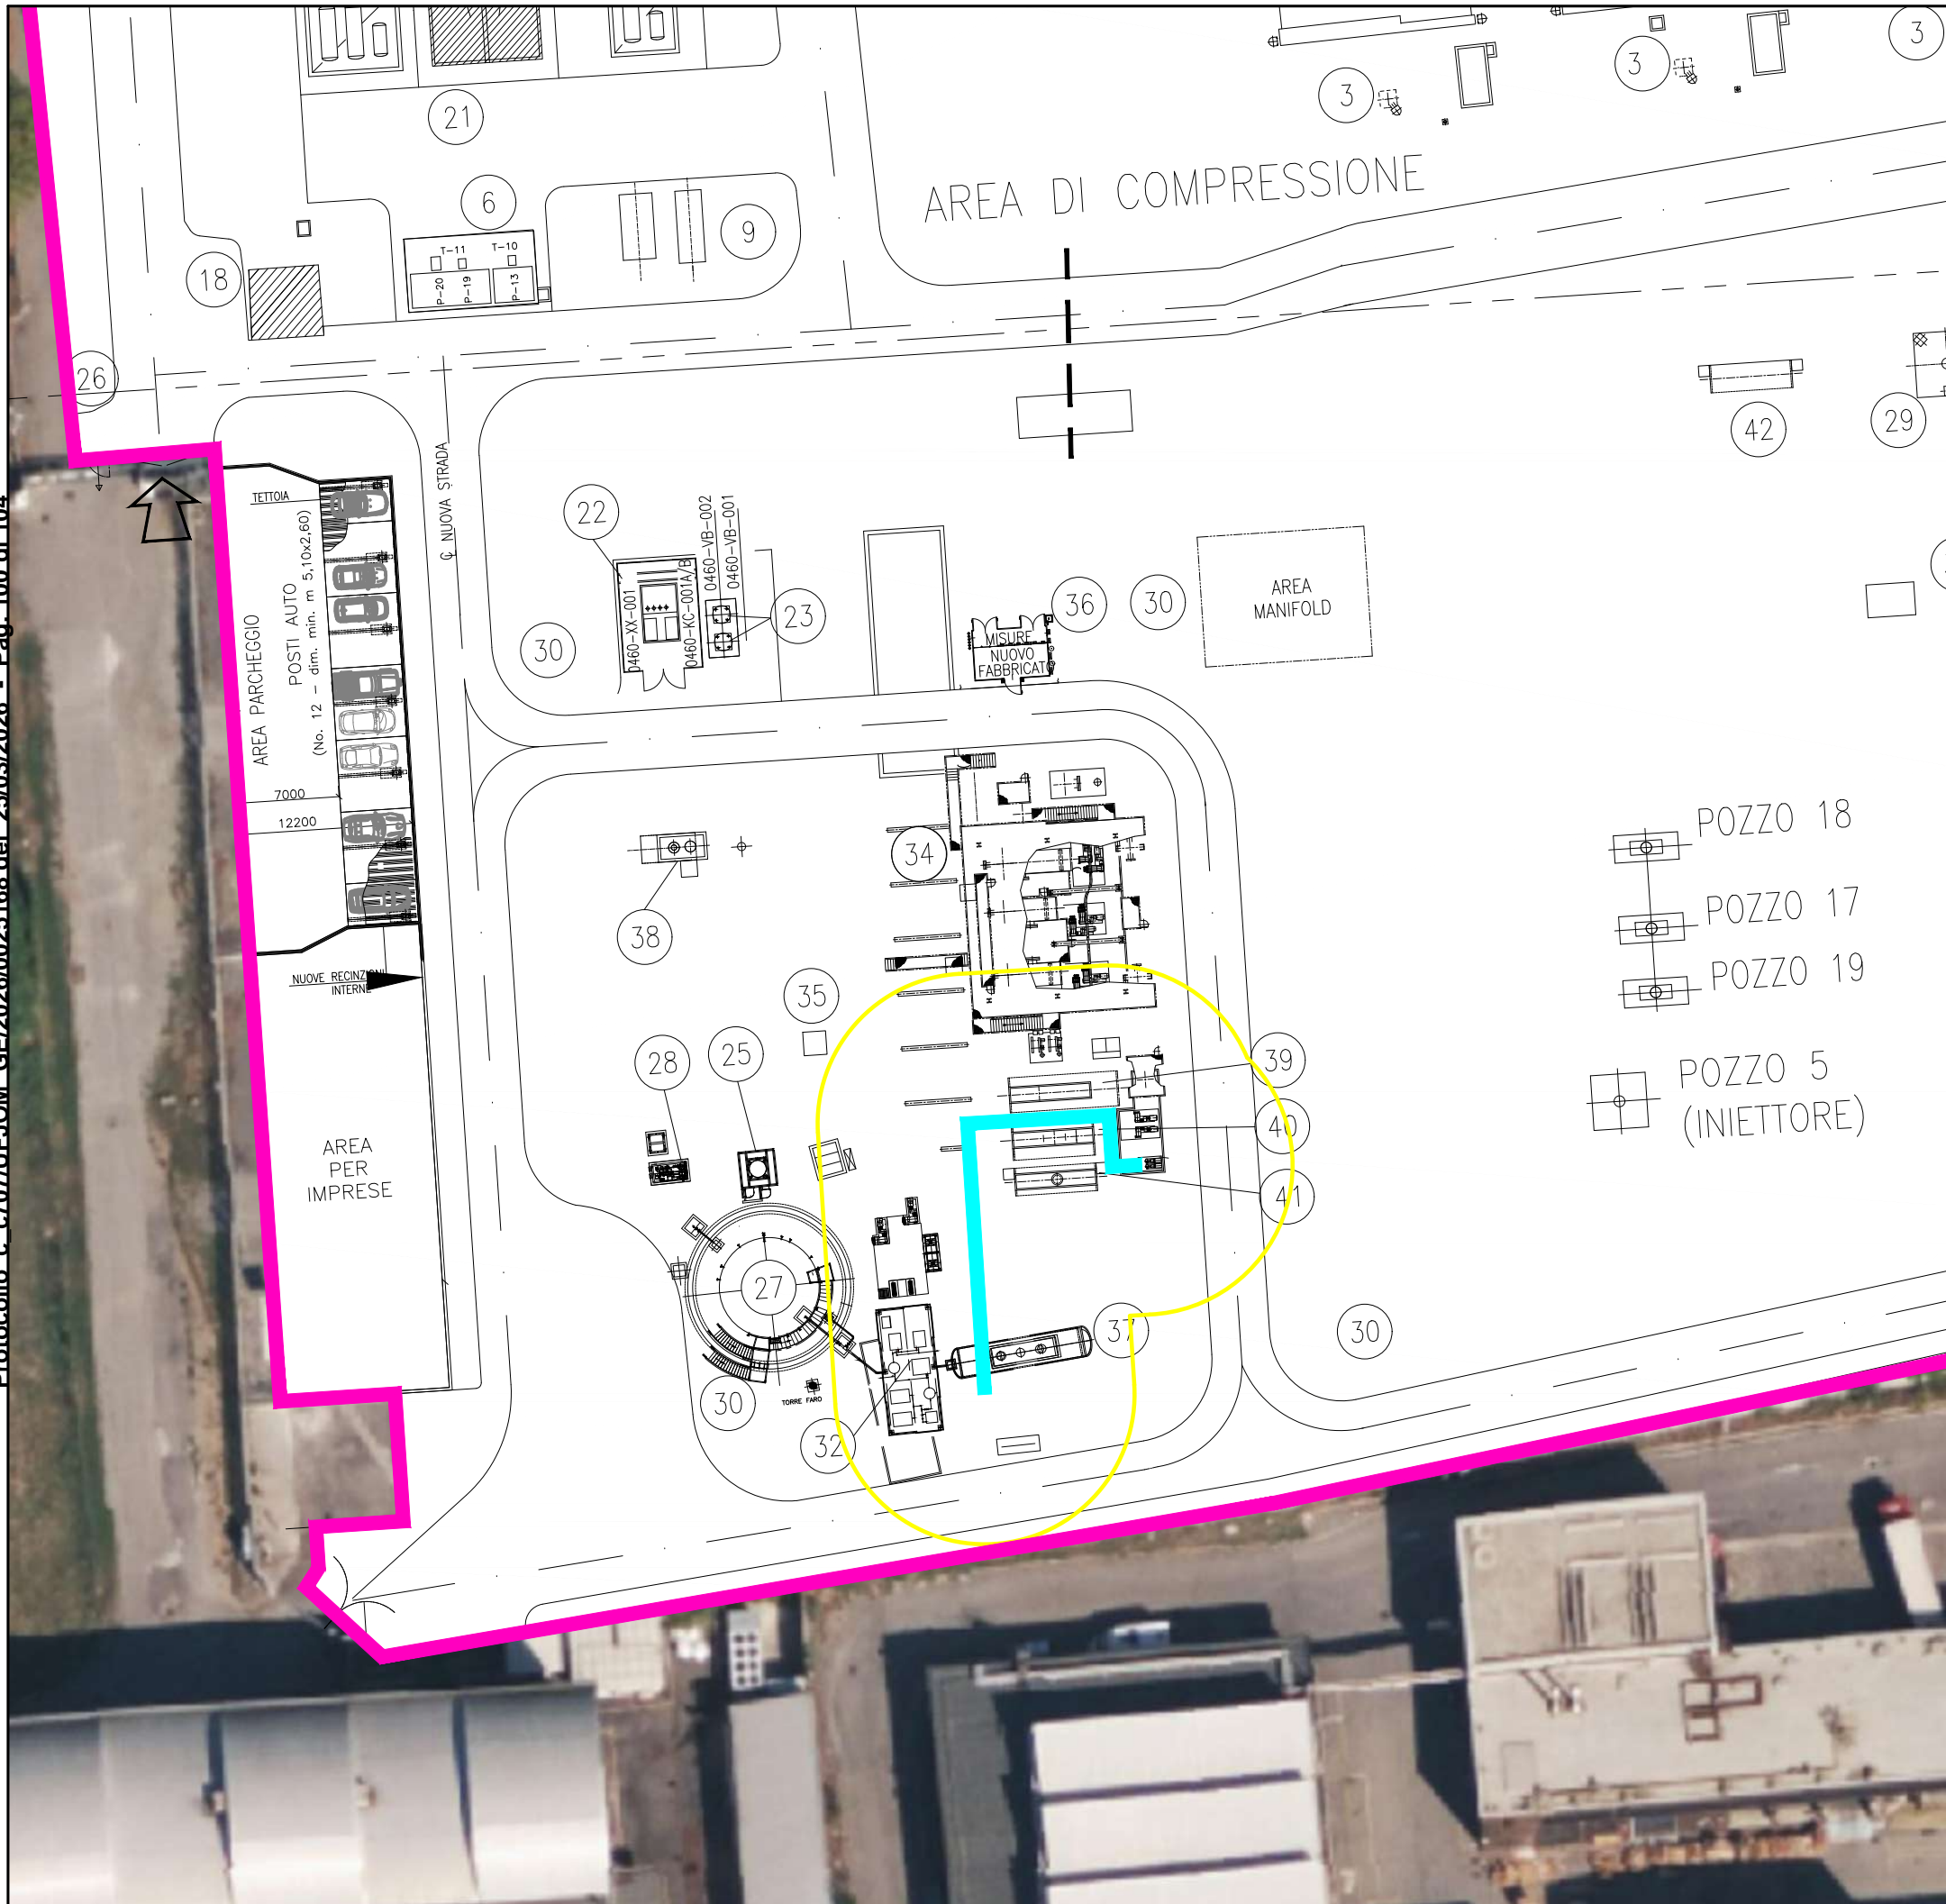 3
3
3
21
AREA DI COMPRESSIONE
6
9
T-11
T-10
P-20
P-19
P-13
18
26
42
29
TETTOIA
NUOVA STRADA
22
0460-VB-002
0460-VB-001
AREA PARCHEGGIO
POSTI AUTO
(No. 12 - dim. min. m 5,10x2,60)
0460-XX-001
0460-KC-001A/B
23
30
36
30
MISURE
NUOVO
FABBRICATO
AREA
MANIFOLD
7000
12200
34
38
POZZO 18
POZZO 17
POZZO 19
NUOVE RECINZIONI
INTERNE
35
28
25
39
40
41
POZZO 5
(INIETTORE)
AREA
PER
IMPRESE
27
37
30
30
TORRE FARO
32